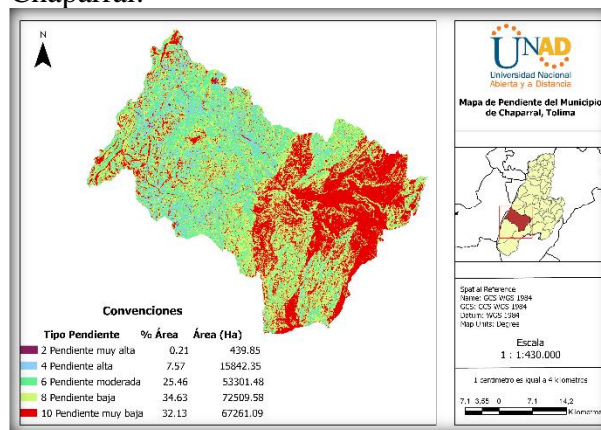 Chaparral.
N
UNAD
Universidad Nacional
Abierta y a Distancia
Mapa de Pendiente del Municipio
de Chaparral, Tolima
Convenciones
Tipo Pendiente % Área Área (Ha)
2 Pendiente muy alta 0.21 439.85
4 Pendiente alta 7.57 15842.35
6 Pendiente moderada 25.46 53301.48
8 Pendiente baja 34.63 72509.58
10 Pendiente muy baja 32.13 67261.09
Spatial Reference
Name: GCS WGS 1984
GCS: GCS WGS 1984
Datum: WGS 1984
Map Units: Degree
Escala
1 : 1:430.000
1 centímetro es igual a 4 kilometros
7,1 3,55 0 7,1 14,2
Kilometros